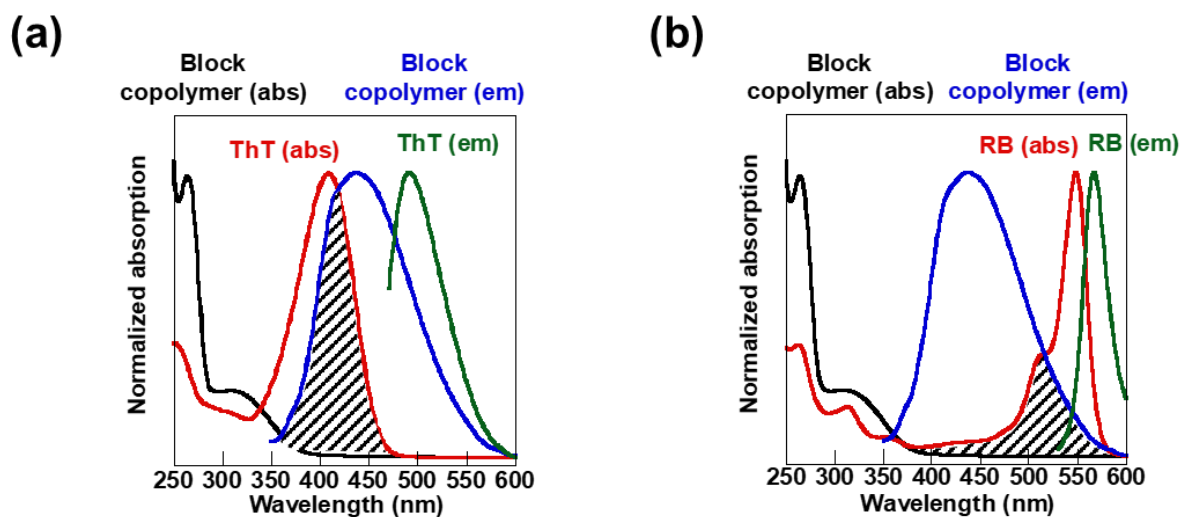 (a)
Block
copolymer (abs)
Block
copolymer (em)
ThT (abs)
ThT (em)
Normalized absorption
250 300 350 400 450 500 550 600
Wavelength (nm)
(b)
Block
copolymer (abs)
Block
copolymer (em)
RB (abs)
RB (em)
Normalized absorption
250 300 350 400 450 500 550 600
Wavelength (nm)